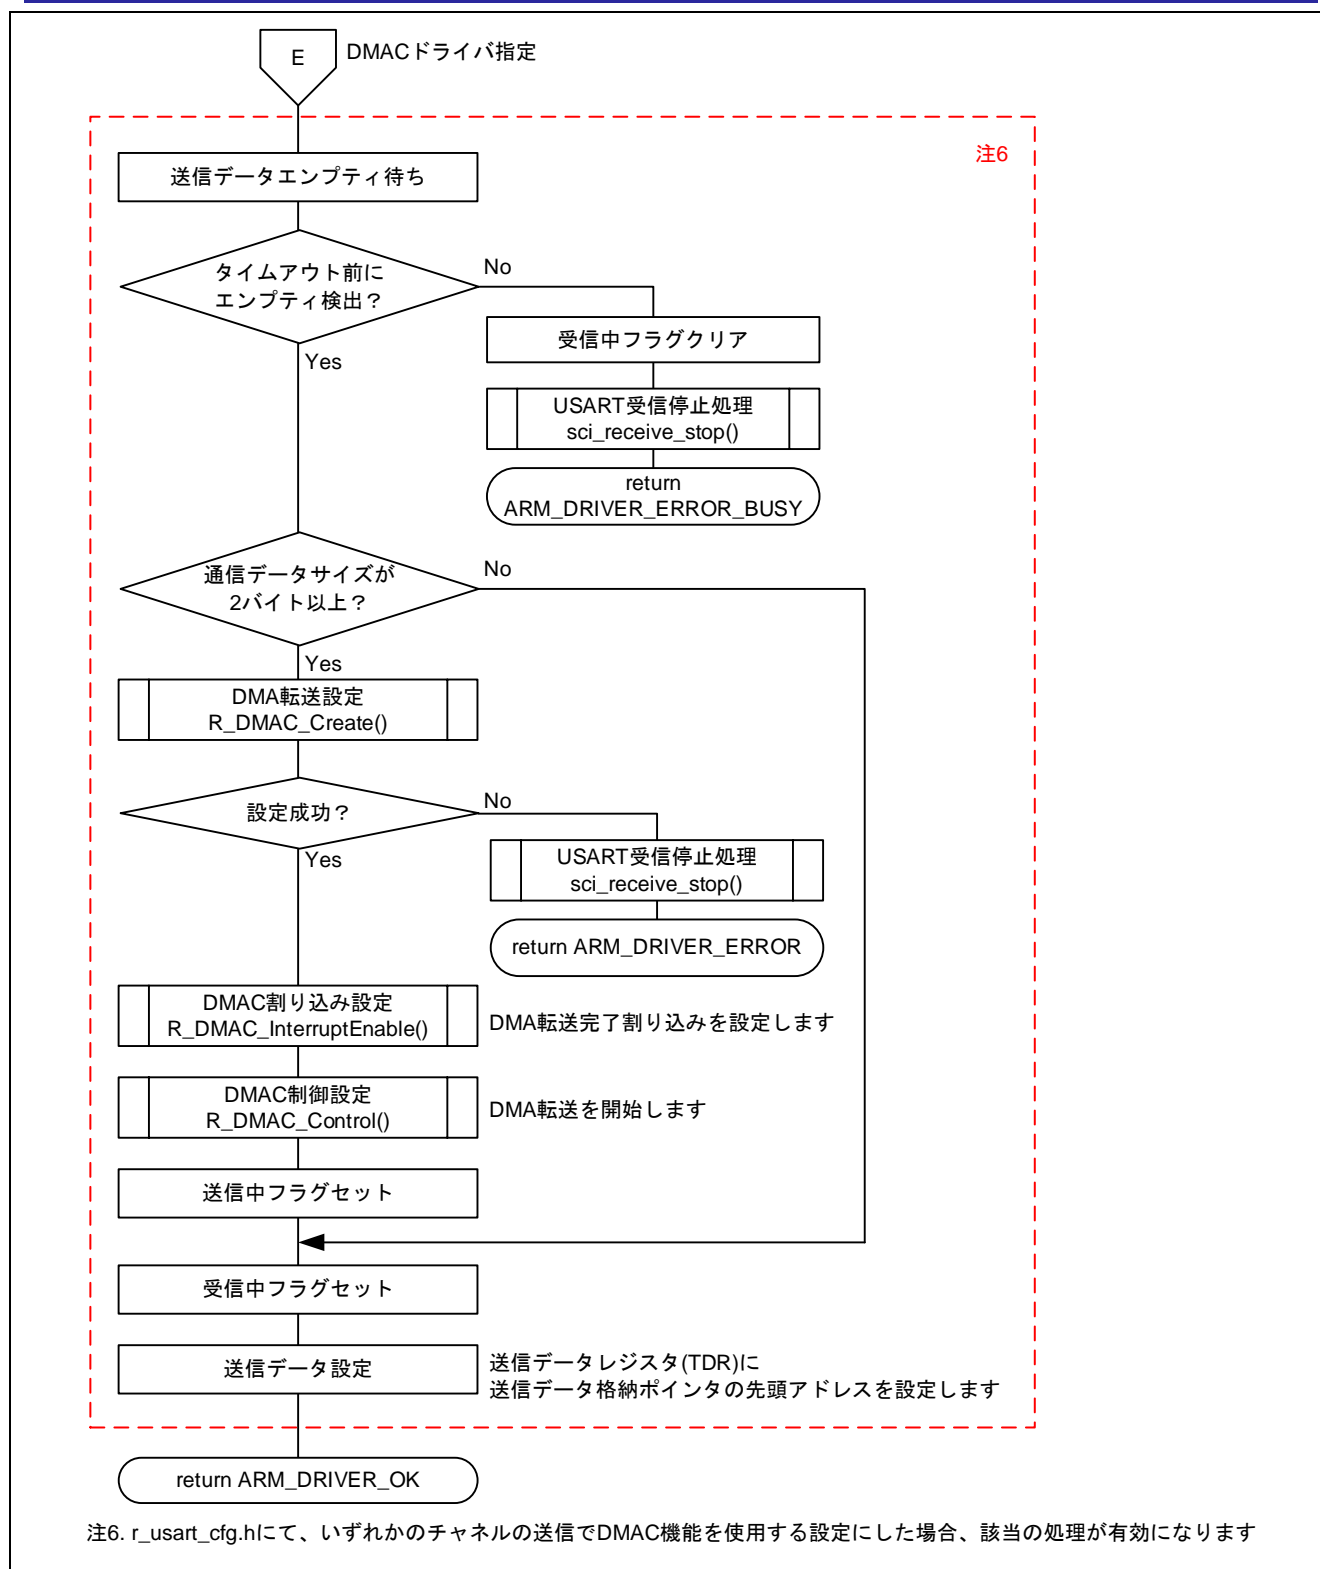 E
DMACドライバ指定
注6
送信データエンプティ待ち
タイムアウト前に
エンプティ検出？
No
Yes
受信中フラグクリア
USART受信停止処理
sci_receive_stop()
return
ARM_DRIVER_ERROR_BUSY
通信データサイズが
2バイト以上？
No
Yes
DMA転送設定
R_DMAC_Create()
設定成功？
No
Yes
USART受信停止処理
sci_receive_stop()
return ARM_DRIVER_ERROR
DMAC割り込み設定
R_DMAC_InterruptEnable()
DMA転送完了割り込みを設定します
DMAC制御設定
R_DMAC_Control()
DMA転送を開始します
送信中フラグセット
受信中フラグセット
送信データ設定
送信データレジスタ(TDR)に
送信データ格納ポインタの先頭アドレスを設定します
return ARM_DRIVER_OK
注6. r_usart_cfg.hにて、いずれかのチャネルの送信でDMAC機能を使用する設定にした場合、該当の処理が有効になります